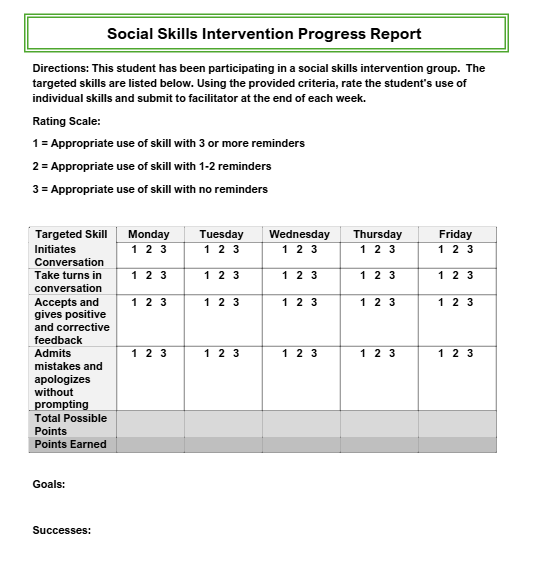 Social Skills Intervention Progress Report
Directions: This student has been participating in a social skills intervention group.  The
targeted skills are listed below. Using the provided criteria, rate the student's use of
individual skills and submit to facilitator at the end of each week.
Rating Scale:
1 = Appropriate use of skill with 3 or more reminders
2 = Appropriate use of skill with 1-2 reminders
3 = Appropriate use of skill with no reminders
Targeted Skill Monday Tuesday Wednesday Thursday Friday
Initiates 1 2 3 1 2 3 1 2 3 1 2 3 1 2 3
Conversation
Take turns in 1 2 3 1 2 3 1 2 3 1 2 3 1 2 3
conversation
Accepts and 1 2 3 1 2 3 1 2 3 1 2 3 1 2 3
gives positive
and corrective
feedback
Admits 1 2 3 1 2 3 1 2 3 1 2 3 1 2 3
mistakes and
apologizes
without
prompting
Total Possible
Points
Points Earned
Goals:
Successes: